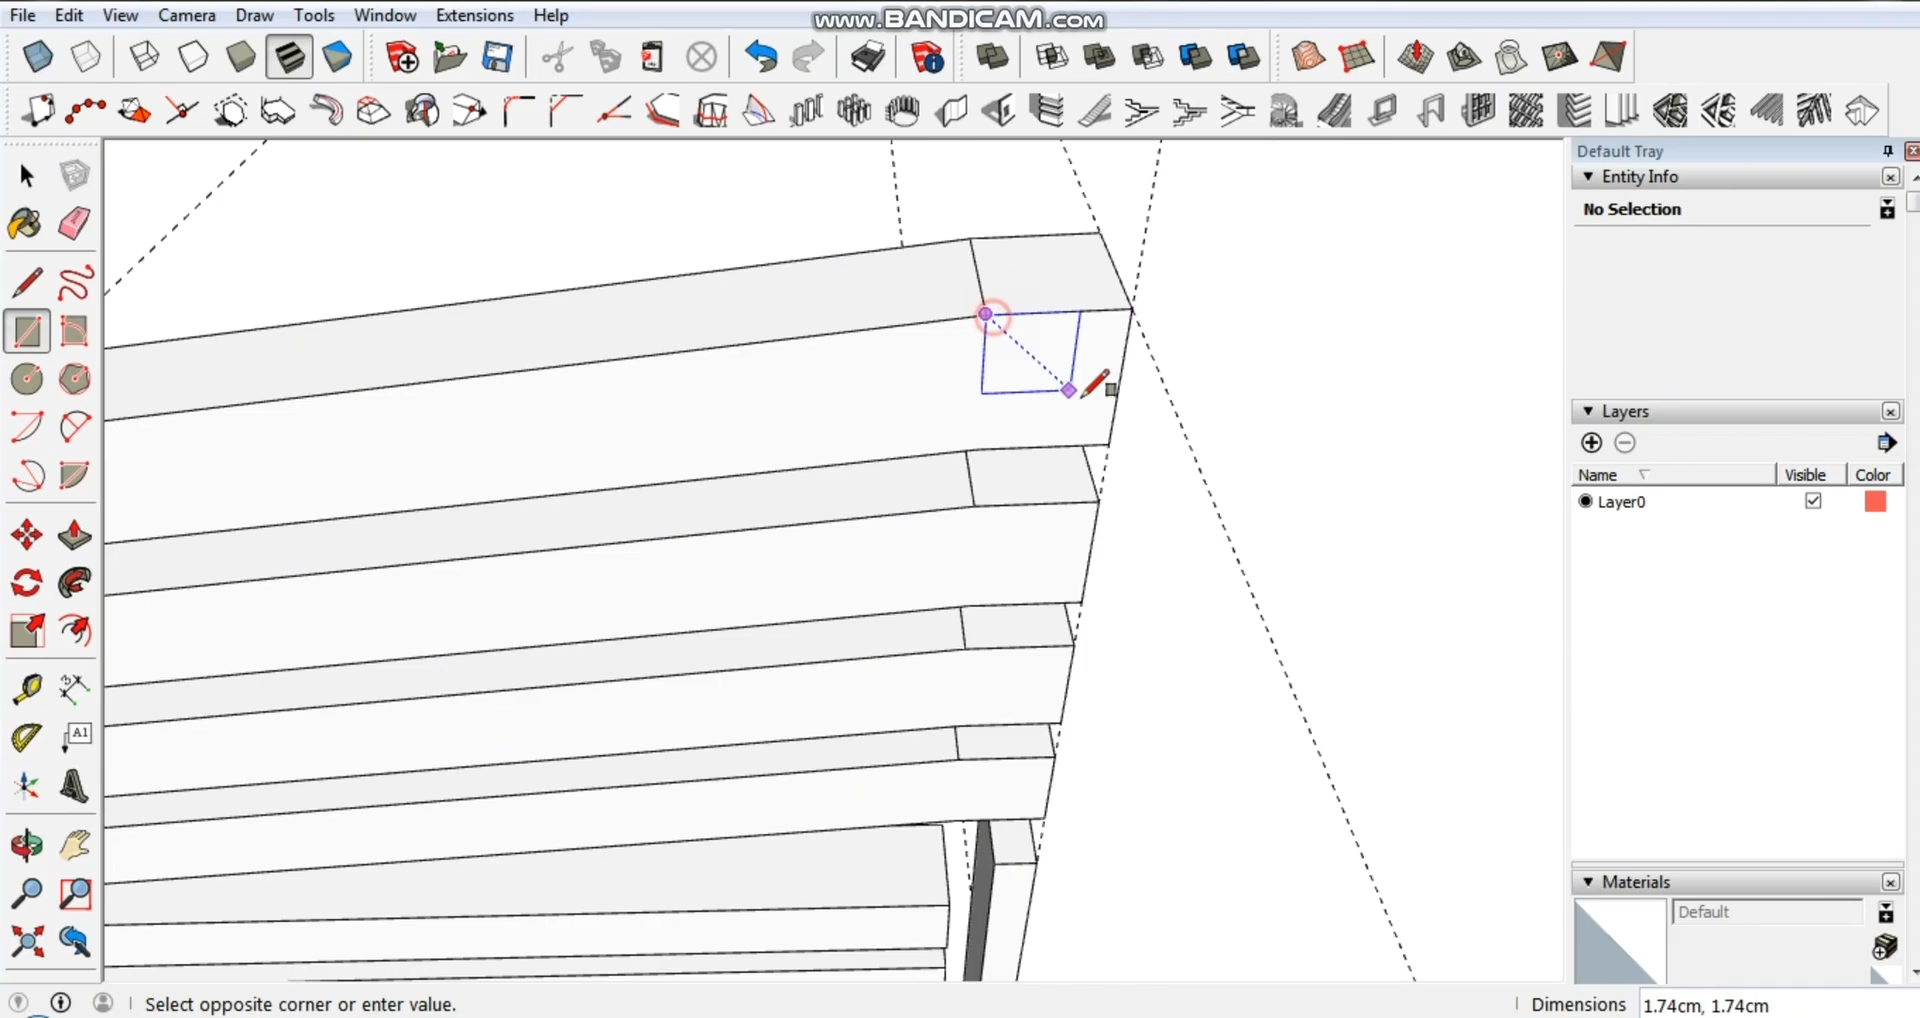 File Edit View Camera Draw Tools Window Extensions Help
www.BANDICAM.com
Default Tray
Entity Info
No Selection
A1
Layers
Name Visible Color
Layer0
Materials
Default
Select opposite corner or enter value.
Dimensions 1.74cm, 1.74cm